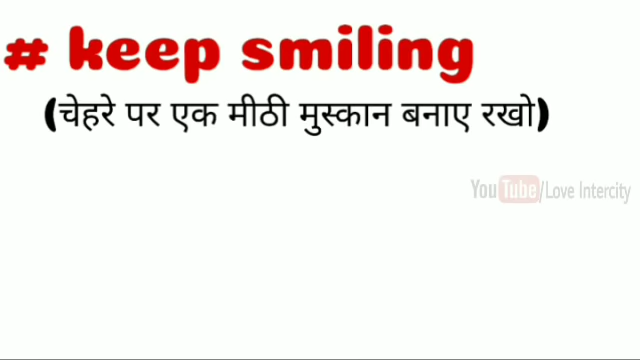 # keep smiling
(चेहरे पर एक मीठी मुस्कान बनाए रखो)
YouTube/Love Intercity